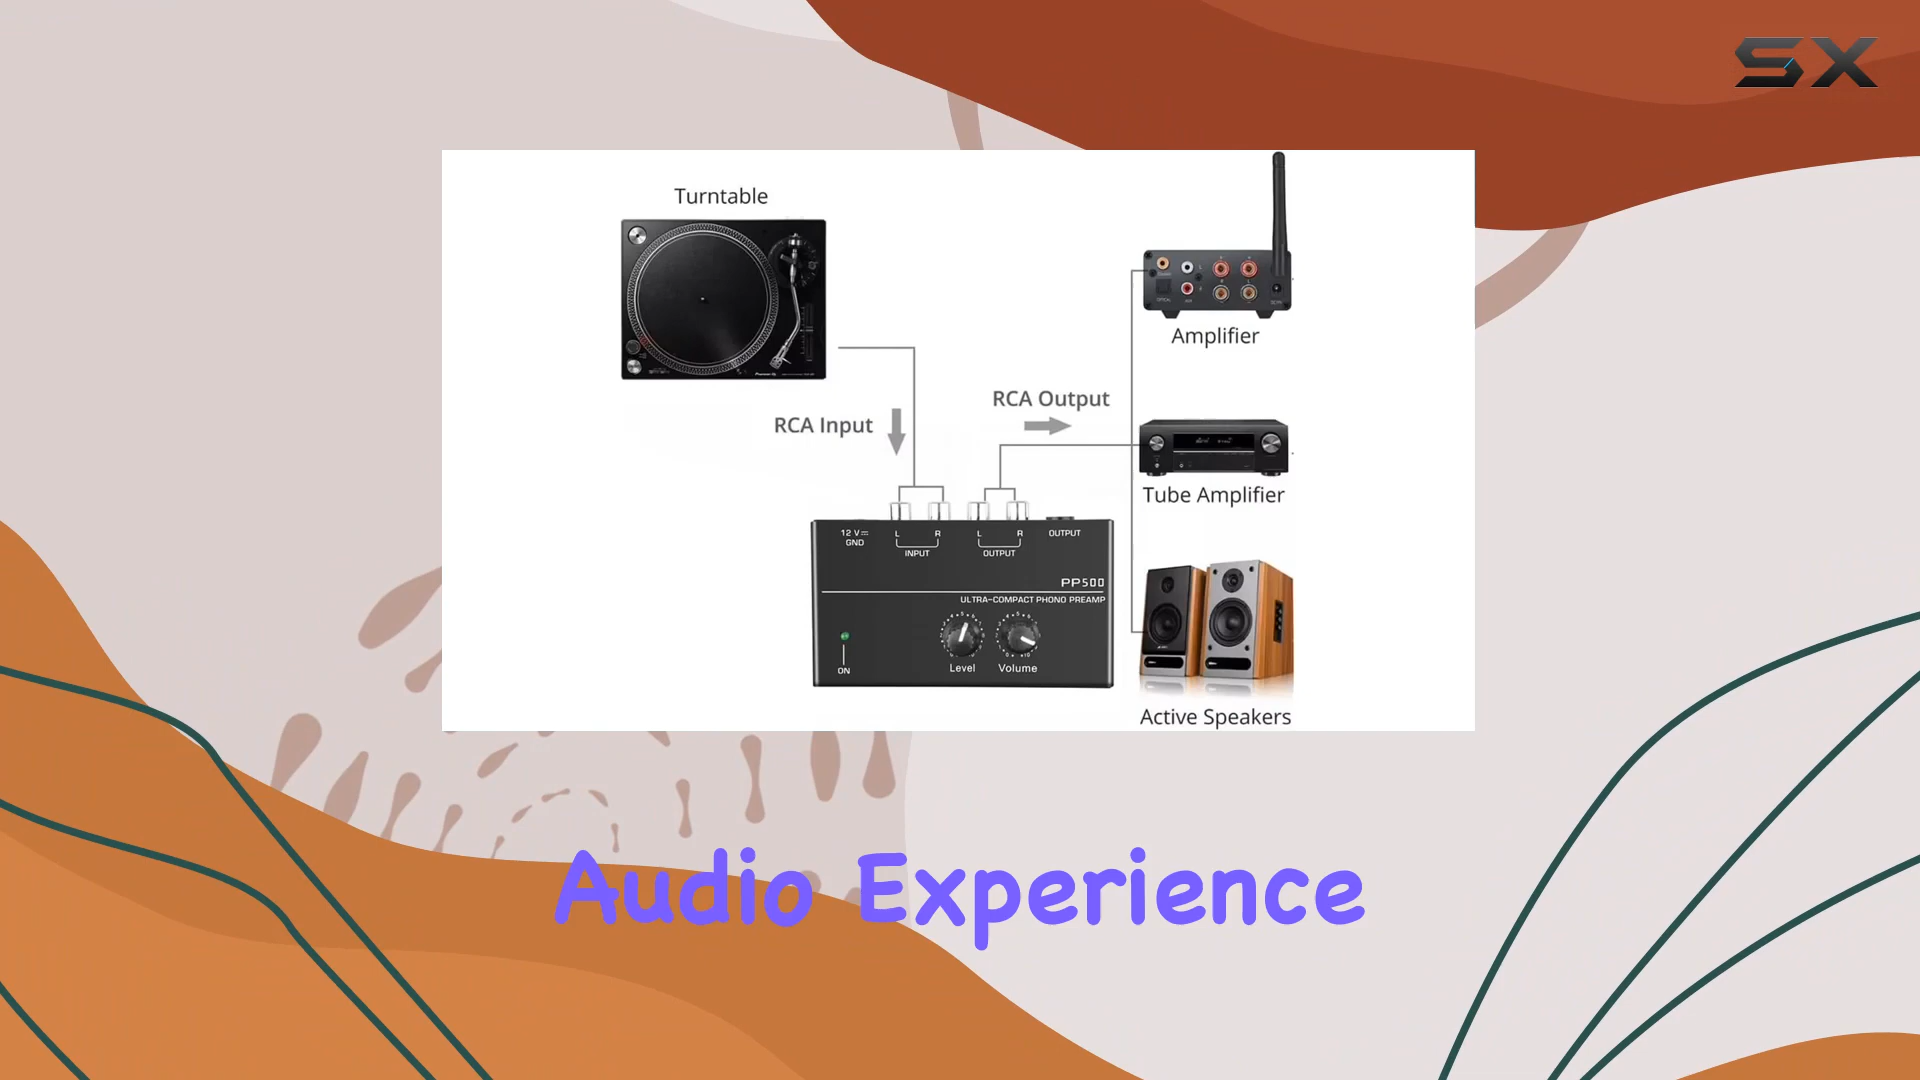 SX
Turntable
Amplifier
RCA Output
RCA Input
Tube Amplifier
12 V
GND
L R
INPUT
L R
OUTPUT
OUTPUT
PP500
ULTRA-COMPACT PHONO PREAMP
ON
Level
Volume
Active Speakers
Audio Experience